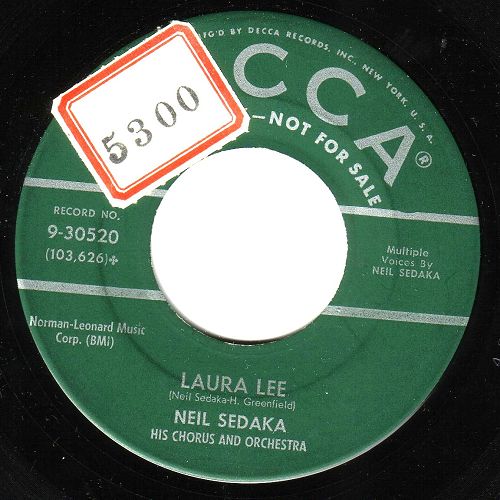 MFG'D BY DECCA RECORDS, INC., NEW YORK, U. S. A.
CCA®
—NOT FOR SALE
5300
RECORD NO.
9-30520
(103,626)✤
Multiple
Voices By
NEIL SEDAKA
Norman-Leonard Music
Corp. (BMI)
LAURA LEE
(Neil Sedaka-H. Greenfield)
NEIL SEDAKA
HIS CHORUS AND ORCHESTRA